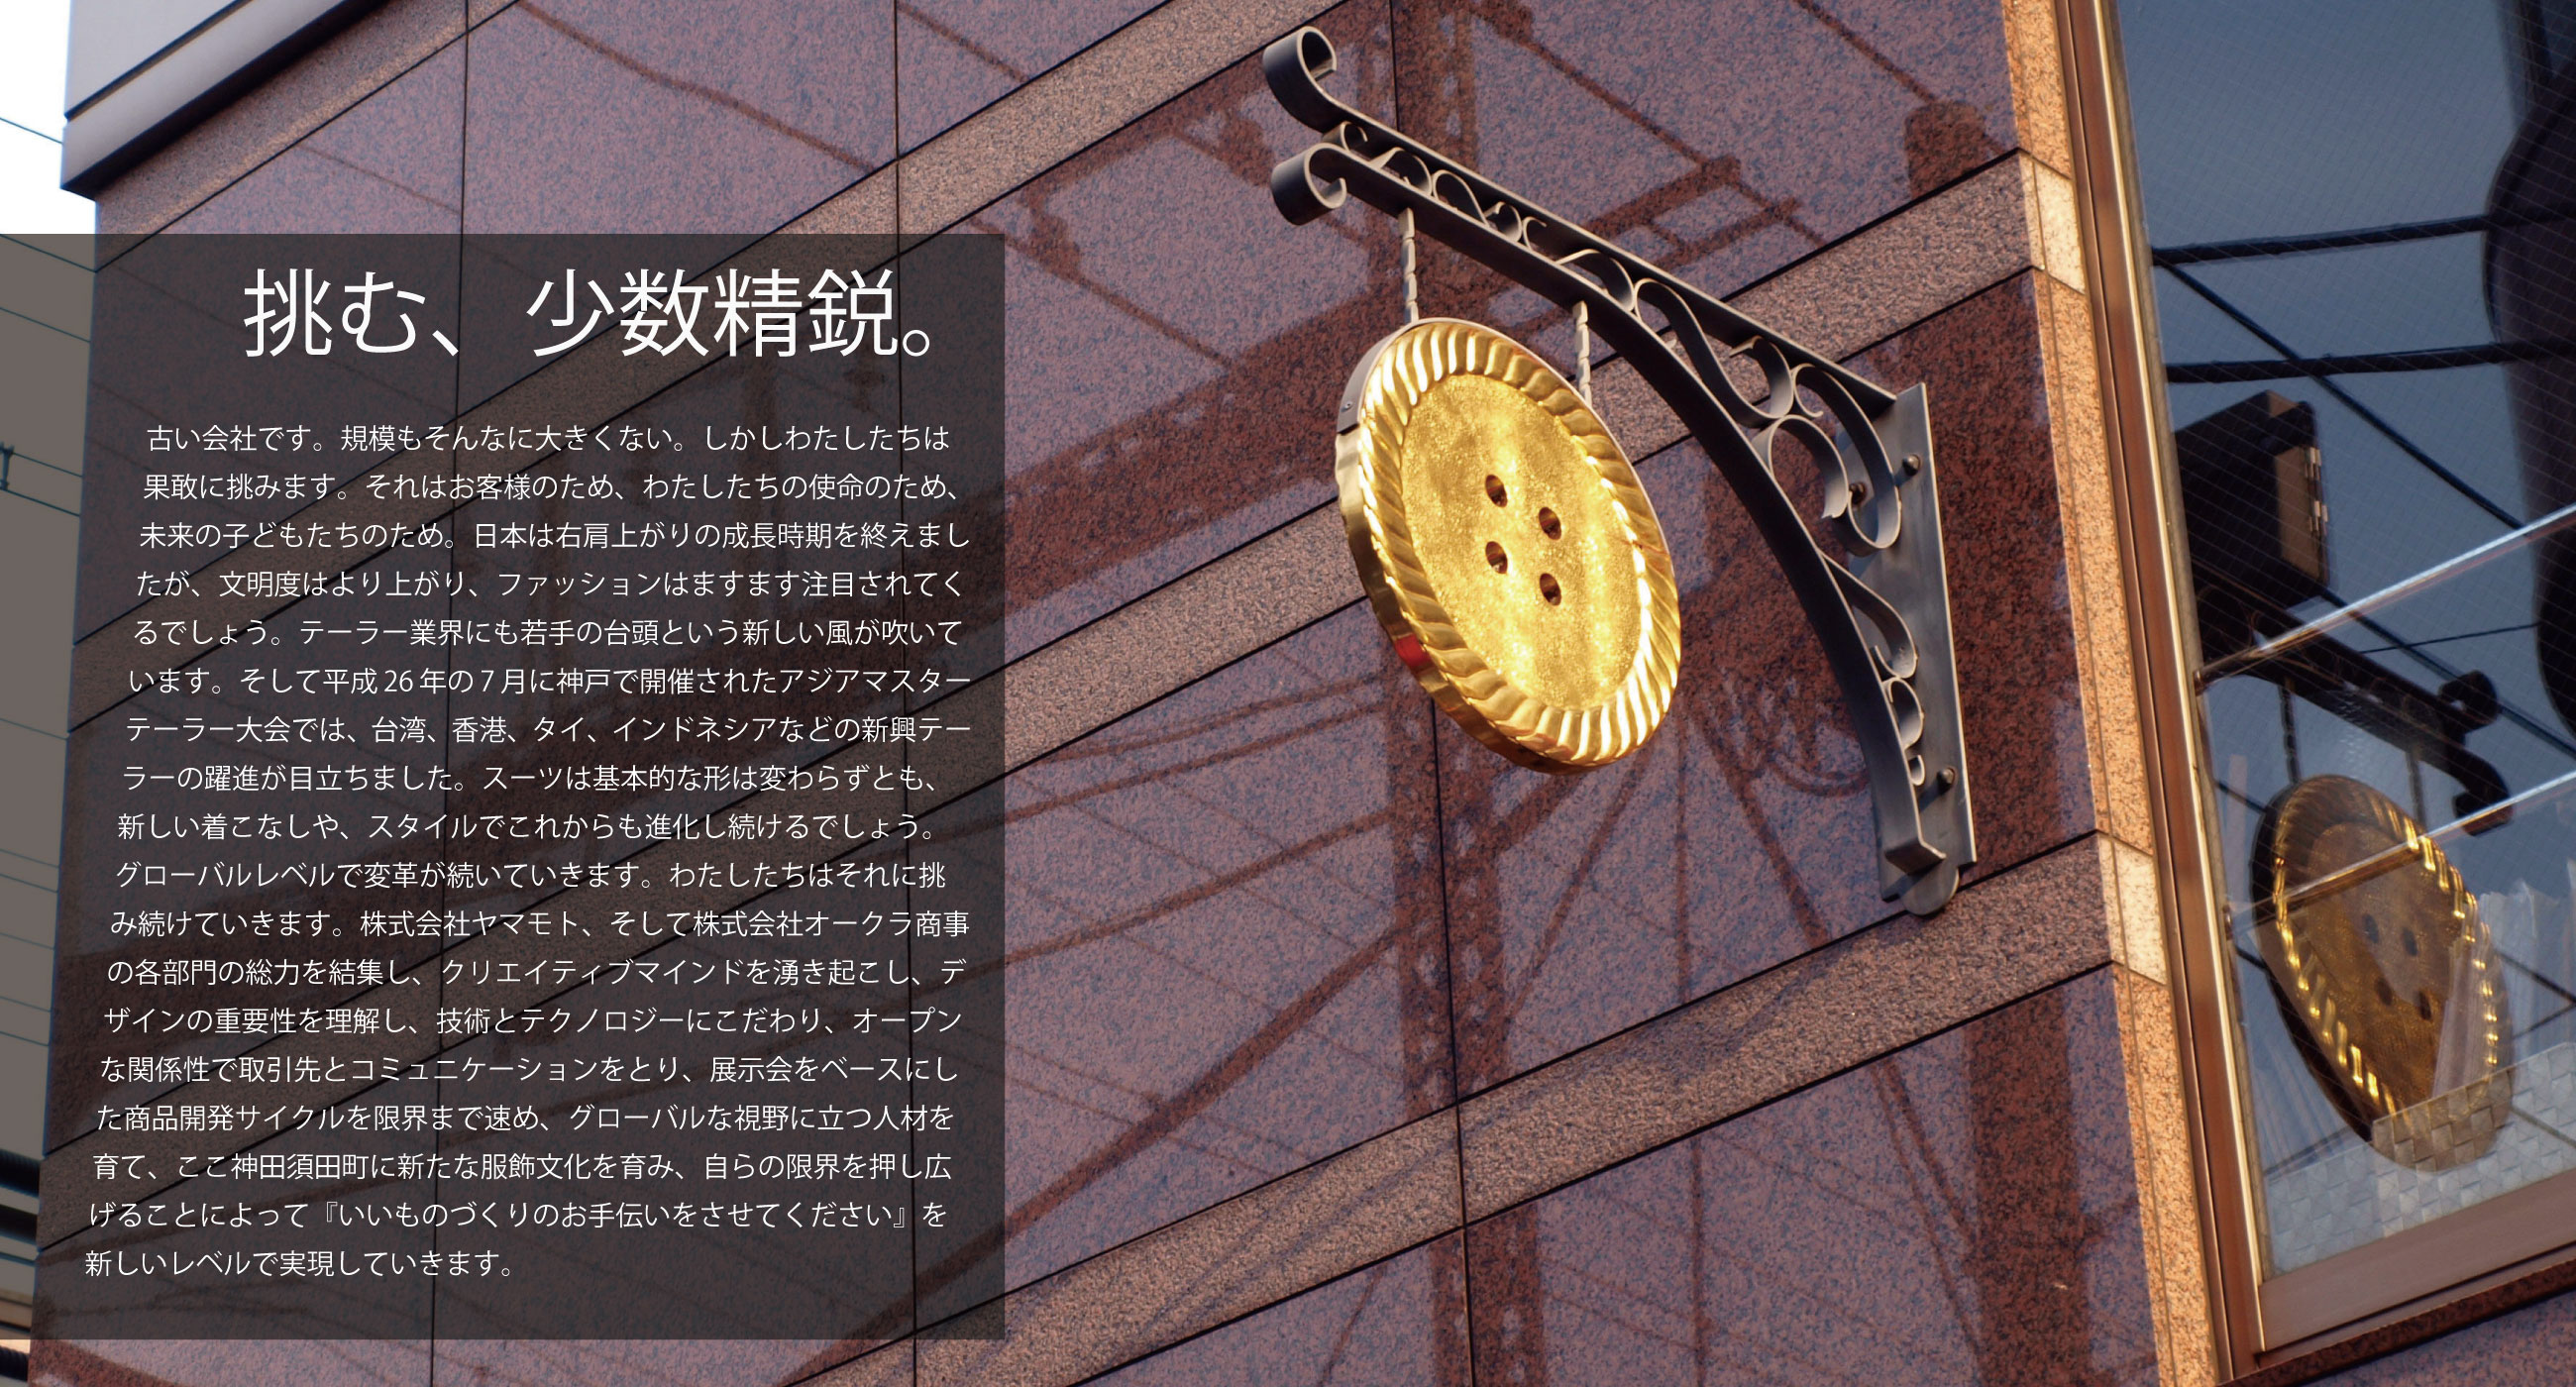 挑む、少数精鋭。
古い会社です。規模もそんなに大きくない。しかしわたしたちは
果敢に挑みます。それはお客様のため、わたしたちの使命のため、
未来の子どもたちのため。日本は右肩上がりの成長時期を終えまし
たが、文明度はより上がり、ファッションはますます注目されてく
るでしょう。テーラー業界にも若手の台頭という新しい風が吹いて
います。そして平成 26 年の 7 月に神戸で開催されたアジアマスター
テーラー大会では、台湾、香港、タイ、インドネシアなどの新興テー
ラーの躍進が目立ちました。スーツは基本的な形は変わらずとも、
新しい着こなしや、スタイルでこれからも進化し続けるでしょう。
グローバルレベルで変革が続いていきます。わたしたちはそれに挑
み続けていきます。株式会社ヤマモト、そして株式会社オークラ商事
の各部門の総力を結集し、クリエイティブマインドを湧き起こし、デ
ザインの重要性を理解し、技術とテクノロジーにこだわり、オープン
な関係性で取引先とコミュニケーションをとり、展示会をベースにし
た商品開発サイクルを限界まで速め、グローバルな視野に立つ人材を
育て、ここ神田須田町に新たな服飾文化を育み、自らの限界を押し広
げることによって『いいものづくりのお手伝いをさせてください』を
新しいレベルで実現していきます。